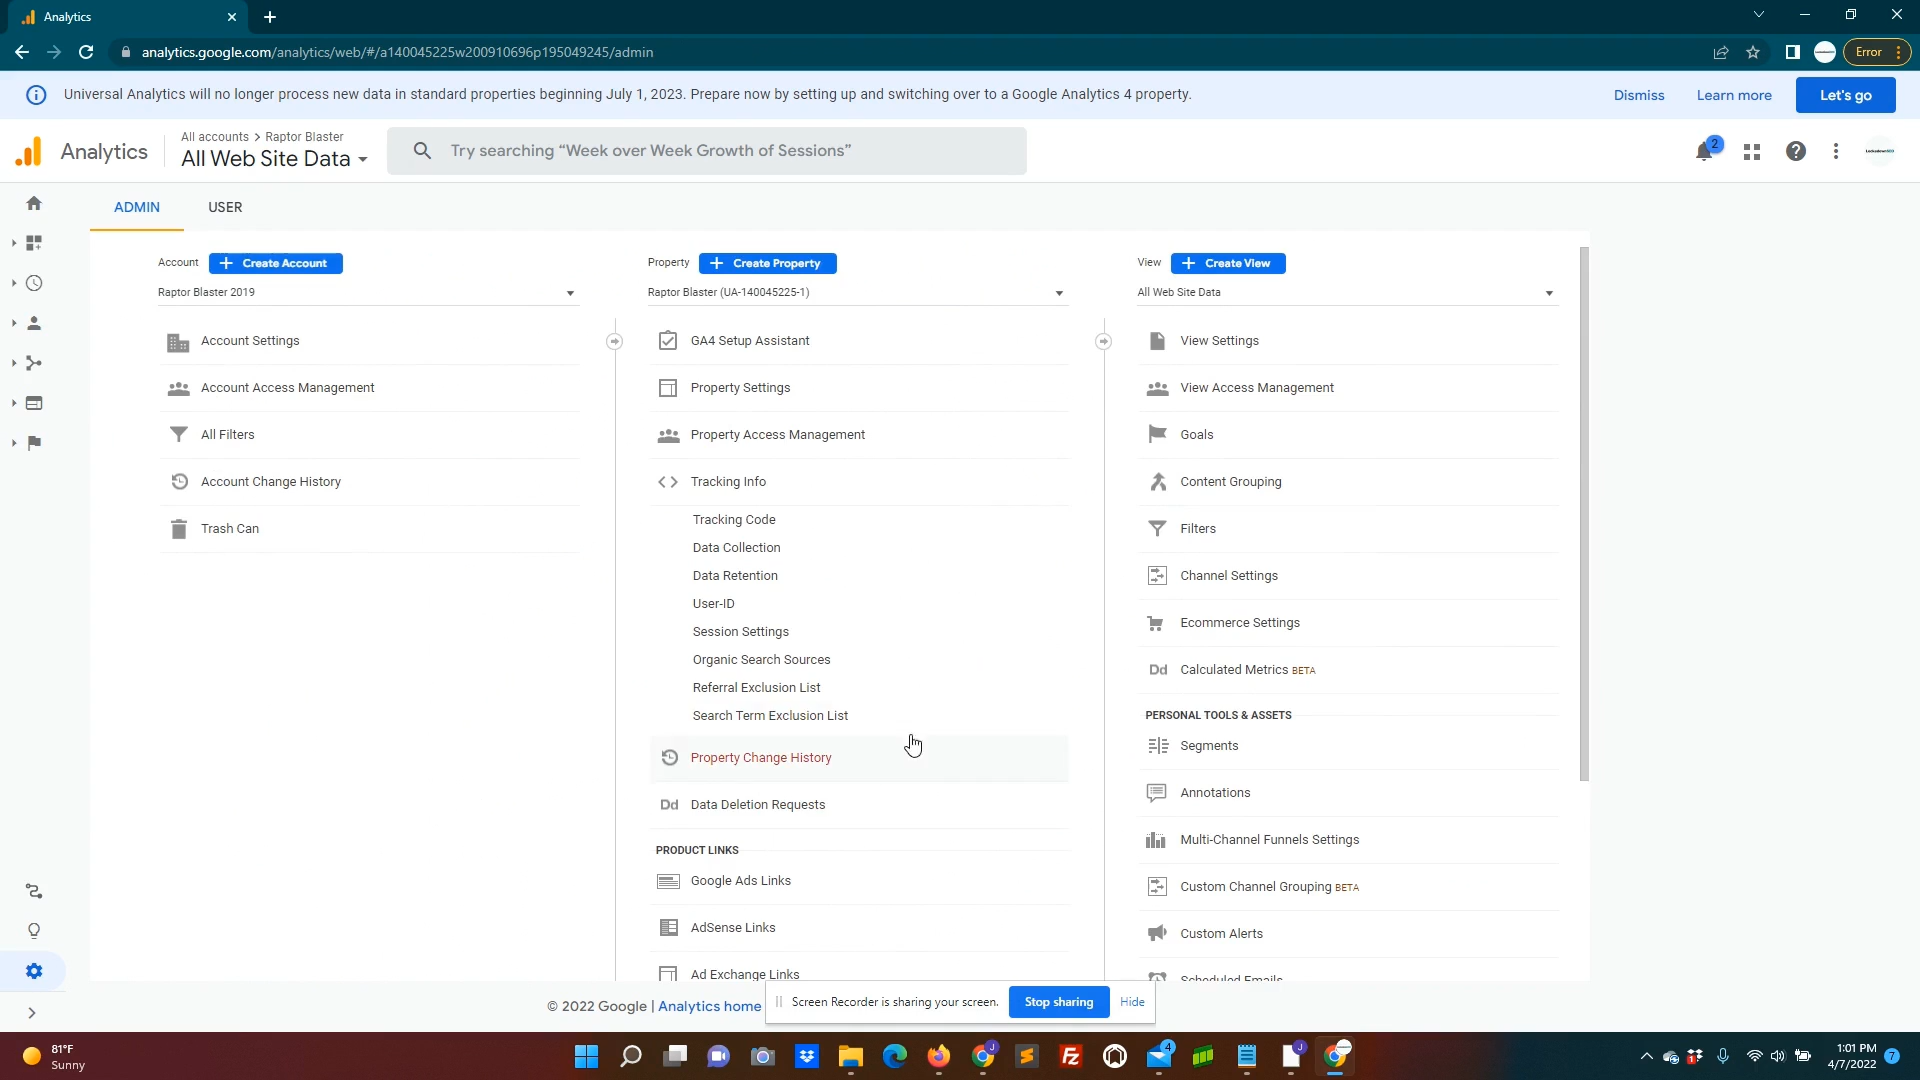 Analytics
analytics.google.com/analytics/web/#/a140045225w200910696p195049245/admin
Error
Universal Analytics will no longer process new data in standard properties beginning July 1, 2023. Prepare now by setting up and switching over to a Google Analytics 4 property.
Dismiss
Learn more
Let's go
Analytics
All accounts > Raptor Blaster
All Web Site Data
Try searching “Week over Week Growth of Sessions”
2
ADMIN
USER
Account
Create Account
Raptor Blaster 2019
Account Settings
Account Access Management
All Filters
Account Change History
Trash Can
Property
Create Property
Raptor Blaster (UA-140045225-1)
GA4 Setup Assistant
Property Settings
Property Access Management
Tracking Info
Tracking Code
Data Collection
Data Retention
User-ID
Session Settings
Organic Search Sources
Referral Exclusion List
Search Term Exclusion List
Property Change History
Dd Data Deletion Requests
PRODUCT LINKS
Google Ads Links
AdSense Links
Ad Exchange Links
View
Create View
All Web Site Data
View Settings
View Access Management
Goals
Content Grouping
Filters
Channel Settings
Ecommerce Settings
Dd Calculated Metrics BETA
PERSONAL TOOLS & ASSETS
Segments
Annotations
Multi-Channel Funnels Settings
Custom Channel Grouping BETA
Custom Alerts
Scheduled Emails
© 2022 Google | Analytics home
Screen Recorder is sharing your screen.
Stop sharing
Hide
81°F
Sunny
J
Fz
4
J
1
1:01 PM
4/7/2022
7